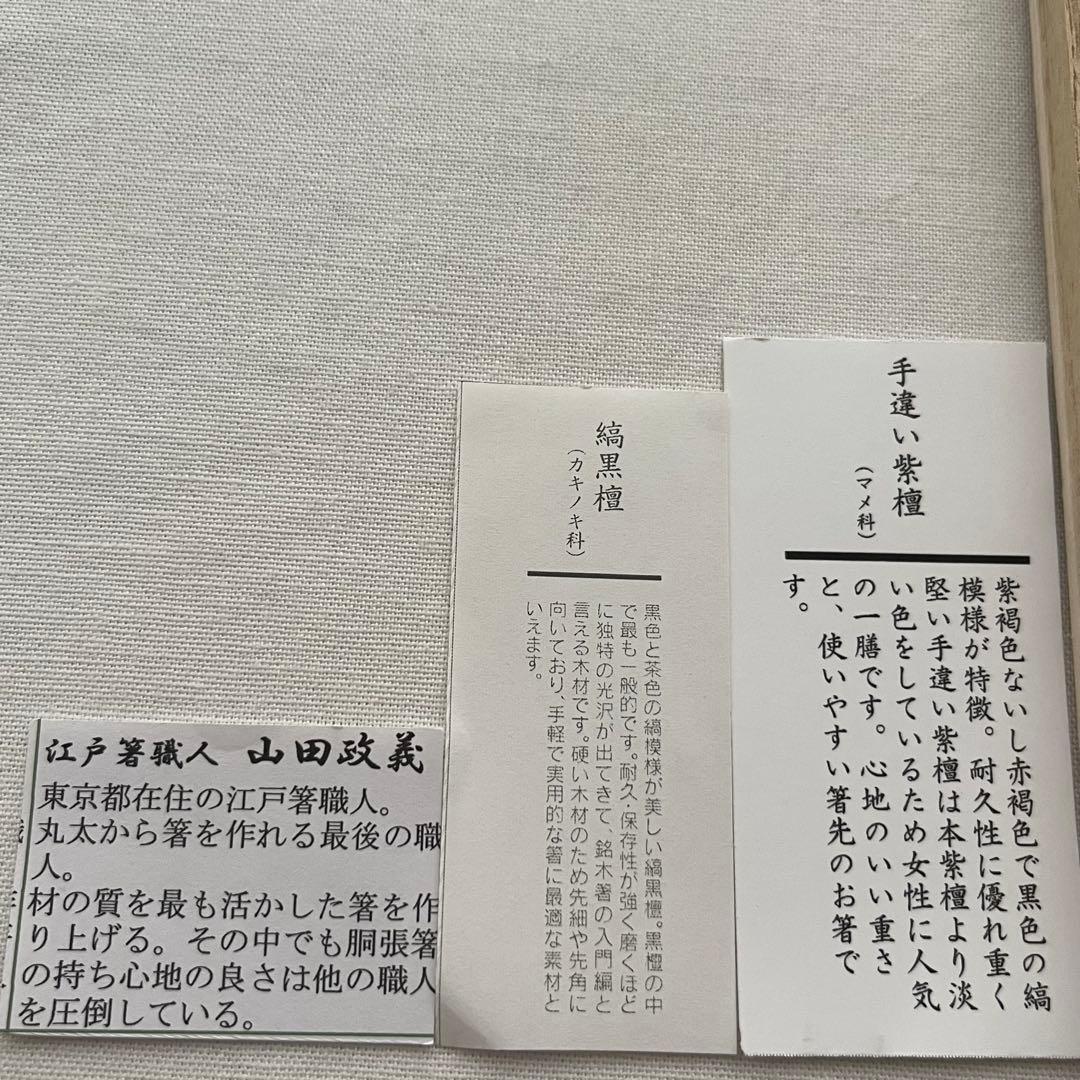 手違い紫檀
（マメ科）
紫褐色ないし赤褐色で黒色の縞
模様が特徴。耐久性に優れ重く
堅い手違い紫檀は本紫檀より淡
い色をしているため女性に人気
の一膳です。心地のいい重さ
と、使いやすい箸先のお箸で
す。
縞黒檀
（カキノキ科）
黒色と茶色の縞模様が美しい縞黒檀。黒檀の中
で最も一般的です。耐久・保存性が強く磨くほど
に独特の光沢が出てきて、銘木箸の入門編と
言える木材です。硬い木材のため先細や先角に
向いており、手軽で実用的な箸に最適な素材と
いえます。
江戸箸職人 山田政義
東京都在住の江戸箸職人。
丸太から箸を作れる最後の職
人。
材の質を最も活かした箸を作
り上げる。その中でも胴張箸
の持ち心地の良さは他の職人
を圧倒している。